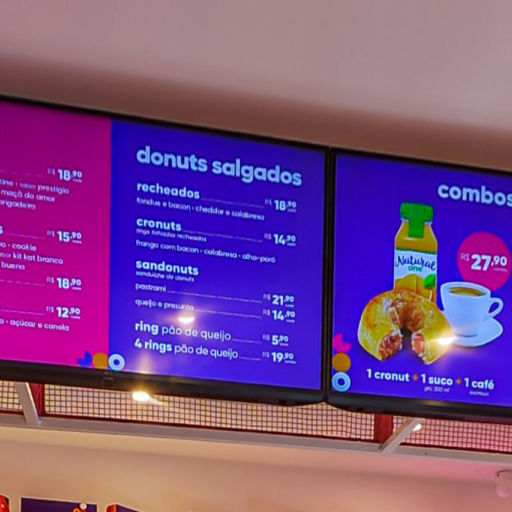 R$ 18,90
prestígio
maçã do amor
brigadeiro
R$ 15,90
cookie
kit kat branco
bueno
R$ 18,90
R$ 12,90
açúcar e canela
donuts salgados
recheados R$ 18,90
fondue e bacon • cheddar e calabresa
cronuts R$ 14,90
rings folhados recheados
frango com bacon • calabresa • alho-poró
sandonuts
sanduíche de donuts
pastrami R$ 21,90
queijo e presunto R$ 14,90
ring pão de queijo R$ 5,90
4 rings pão de queijo R$ 19,90
combos
Natural
one
R$ 27,90
1 cronut + 1 suco + 1 café